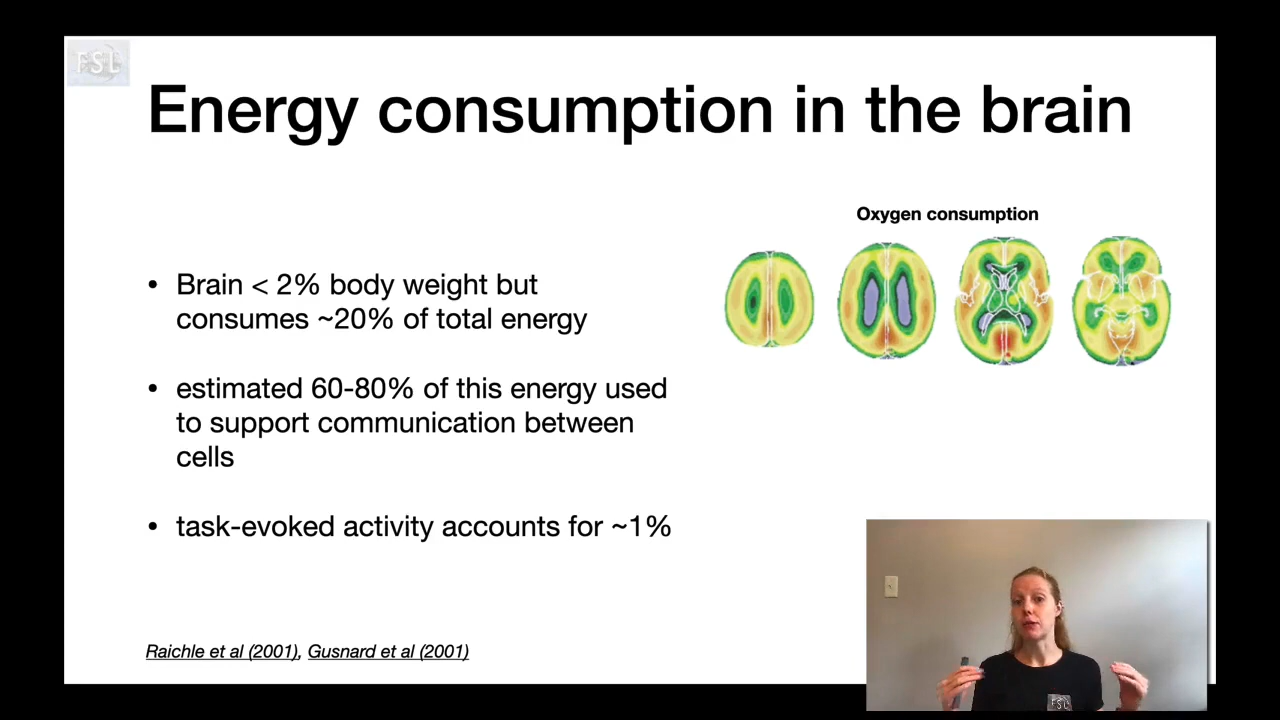 FSL
Energy consumption in the brain
Oxygen consumption
• Brain < 2% body weight but
consumes ~20% of total energy
• estimated 60-80% of this energy used
to support communication between
cells
• task-evoked activity accounts for ~1%
Raichle et al (2001), Gusnard et al (2001)
FSL